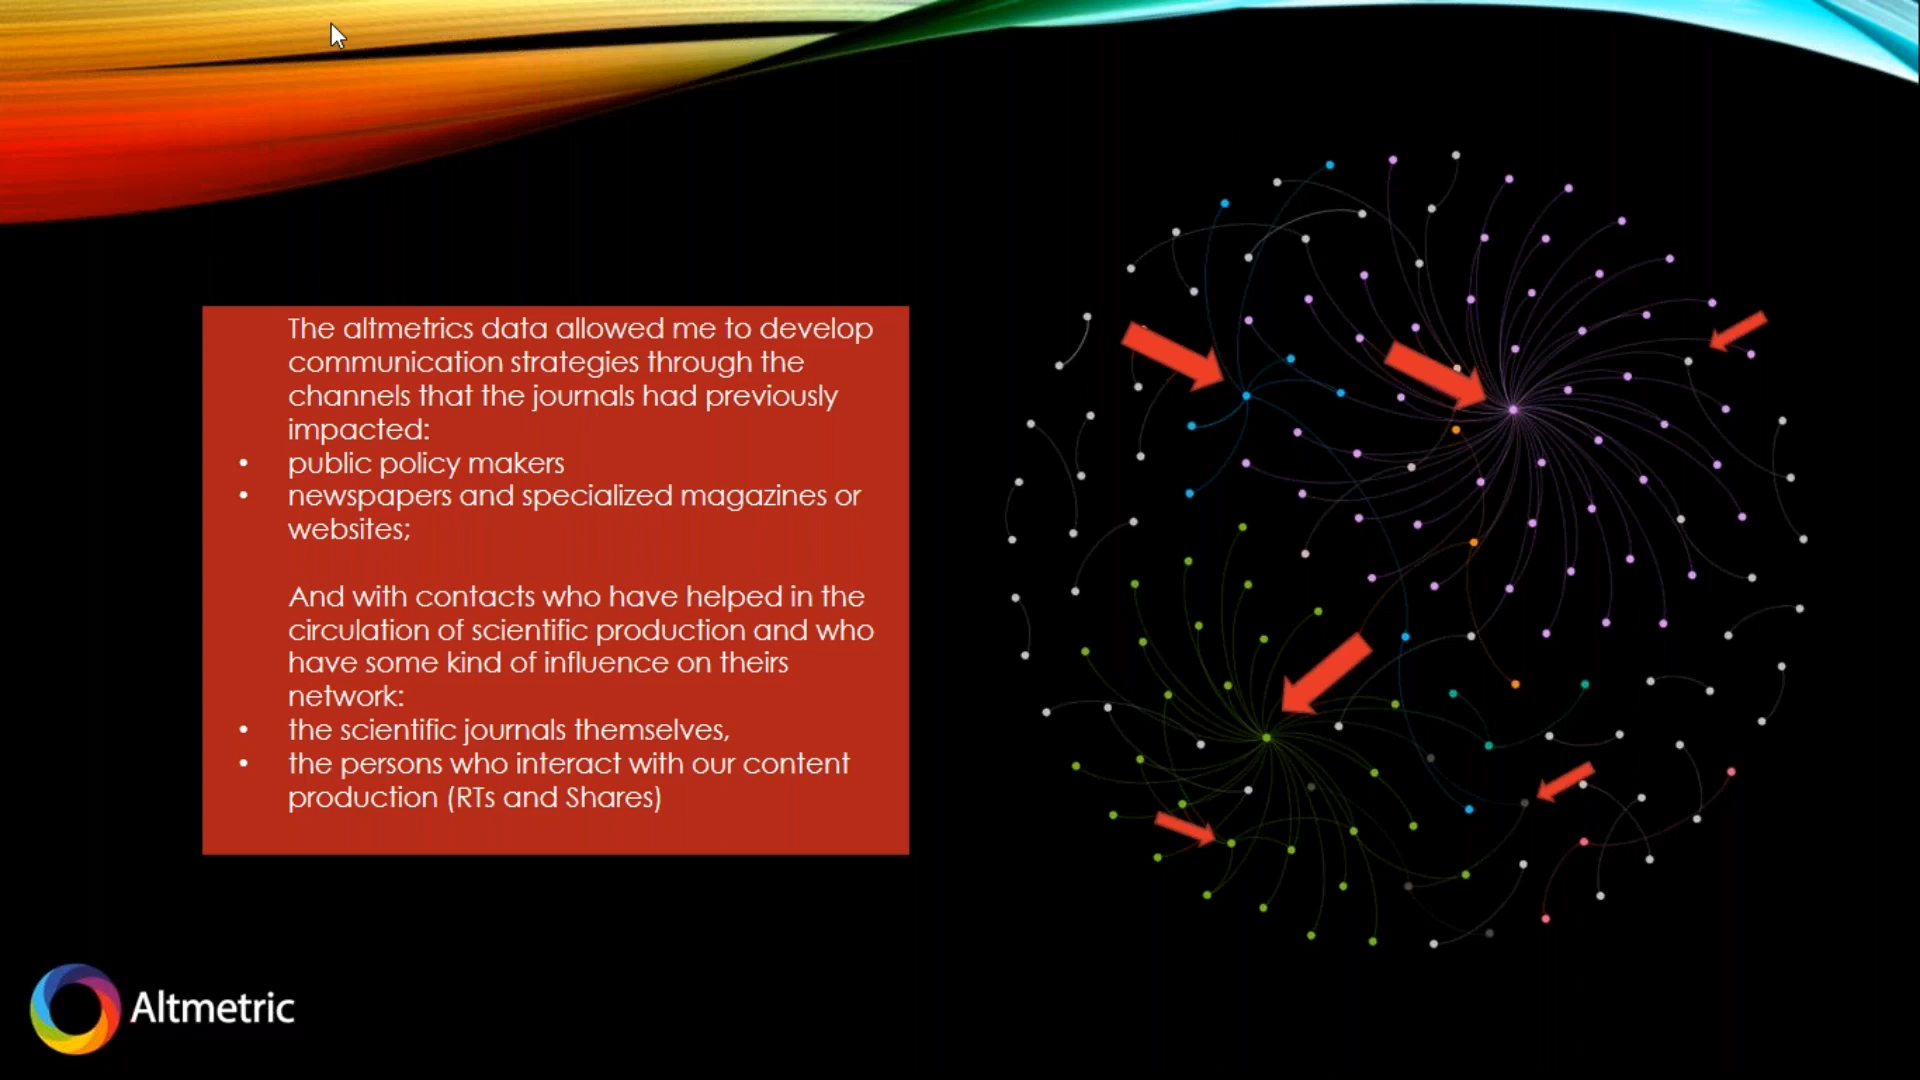 The altmetrics data allowed me to develop
communication strategies through the
channels that the journals had previously
impacted:
• public policy makers
• newspapers and specialized magazines or
websites;
And with contacts who have helped in the
circulation of scientific production and who
have some kind of influence on theirs
network:
• the scientific journals themselves,
• the persons who interact with our content
production (RTs and Shares)
Altmetric